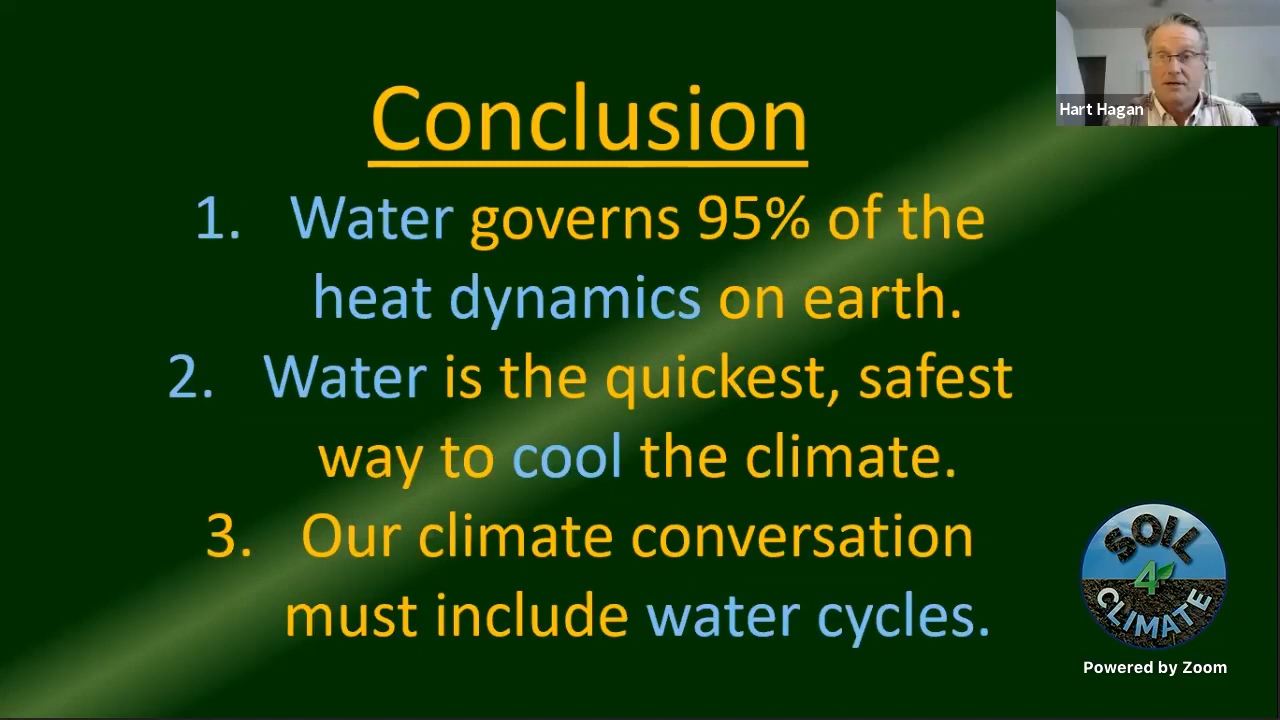 Hart Hagan
Conclusion
1. Water governs 95% of the
heat dynamics on earth.
2. Water is the quickest, safest
way to cool the climate.
3. Our climate conversation
must include water cycles.
SOIL
4
CLIMATE
Powered by Zoom